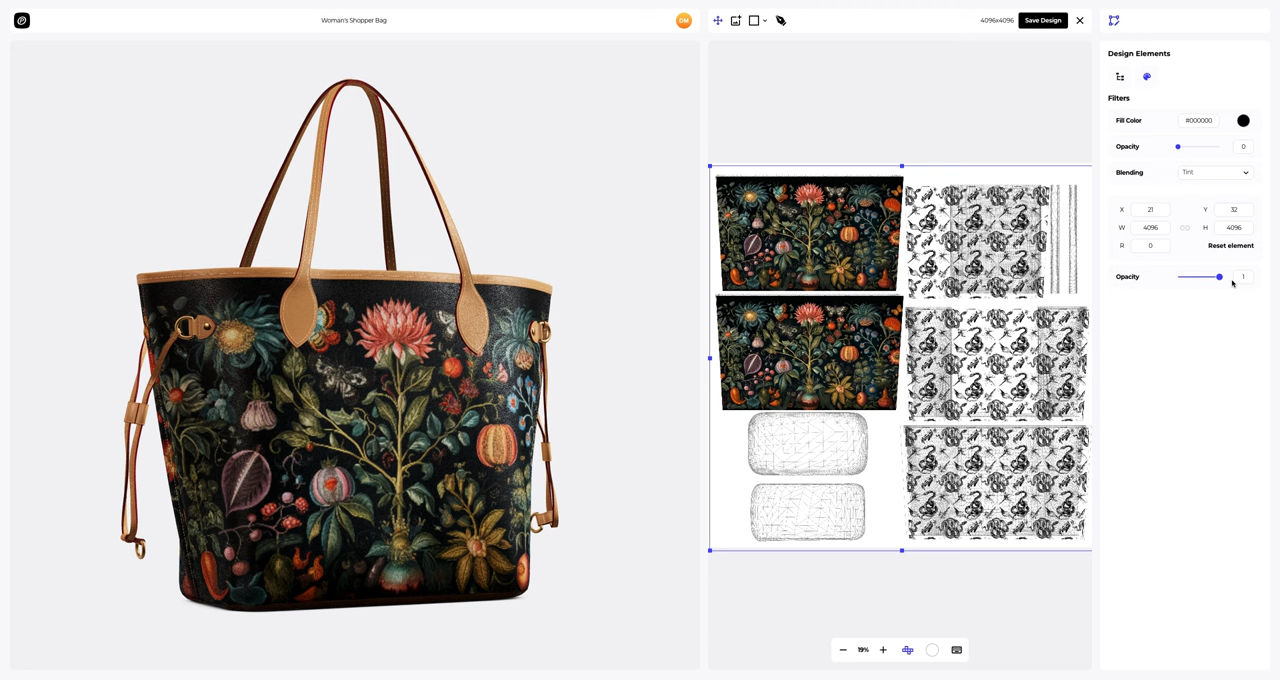 Woman's Shopper Bag
DM
4096x4096
Save Design
Design Elements
Filters
Fill Color #000000
Opacity 0
Blending Tint
X 21 Y 32
W 4096 H 4096
R 0 Reset element
Opacity 1
19%